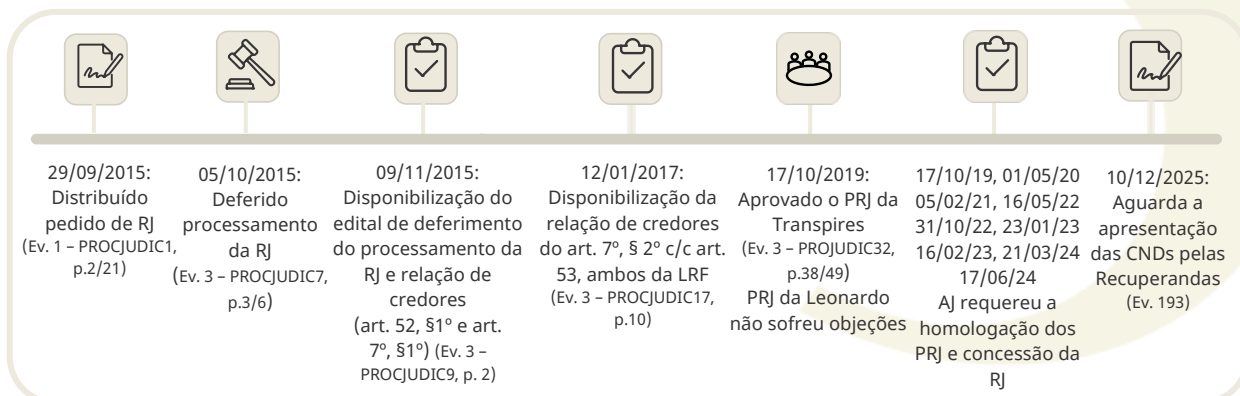 29/09/2015:
Distribuído
pedido de RJ
(Ev. 1 – PROCJUDIC1,
p.2/21)
05/10/2015:
Deferido
processamento
da RJ
(Ev. 3 – PROCJUDIC7,
p.3/6)
09/11/2015:
Disponibilização do
edital de deferimento
do processamento da
RJ e relação de
credores
(art. 52, §1º e art.
7º, §1º) (Ev. 3 –
PROCJUDIC9, p. 2)
12/01/2017:
Disponibilização da
relação de credores
do art. 7º, § 2º c/c art.
53, ambos da LRF
(Ev. 3 – PROCJUDIC17,
p.10)
17/10/2019:
Aprovado o PRJ da
Transpires
(Ev. 3 – PROJUDIC32,
p.38/49)
PRJ da Leonardo
não sofreu objeções
17/10/19, 01/05/20
05/02/21, 16/05/22
31/10/22, 23/01/23
16/02/23, 21/03/24
17/06/24
AJ requereu a
homologação dos
PRJ e concessão da
RJ
10/12/2025:
Aguarda a
apresentação
das CNDs pelas
Recuperandas
(Ev. 193)